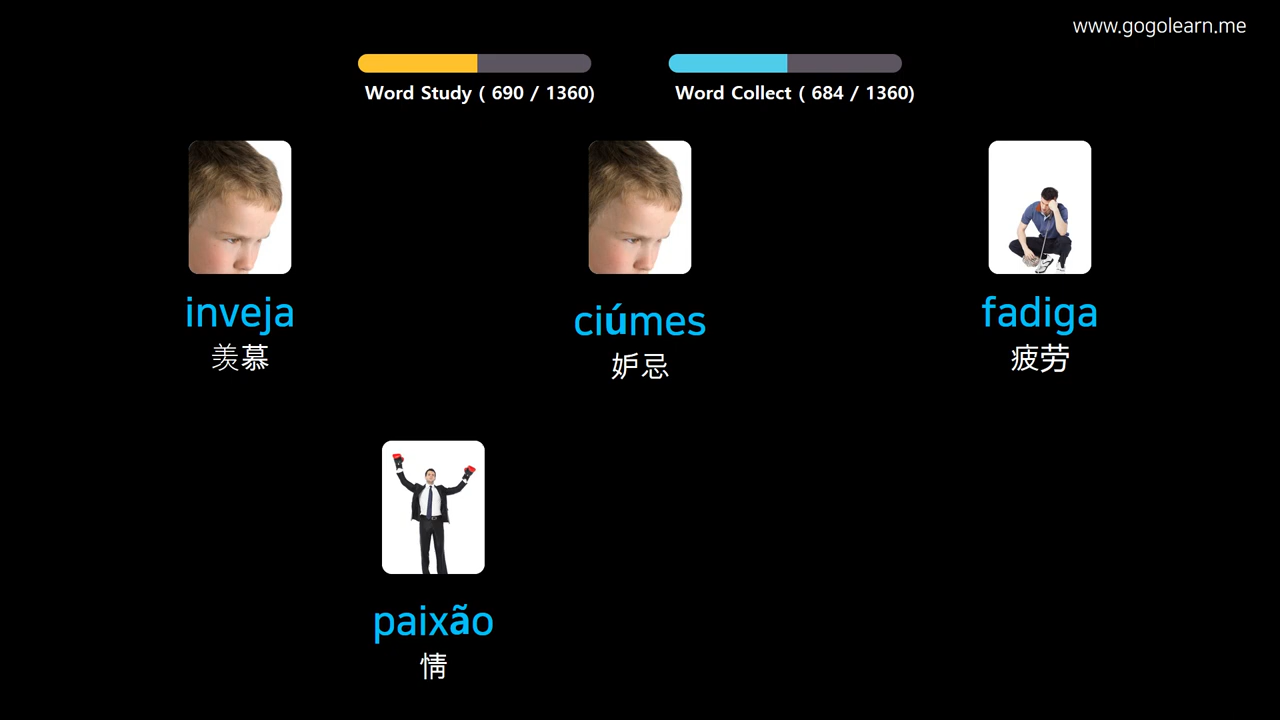 www.gogolearn.me
Word Study ( 690 / 1360)
Word Collect ( 684 / 1360)
inveja
羨慕
ciúmes
妒忌
fadiga
疲劳
paixão
情